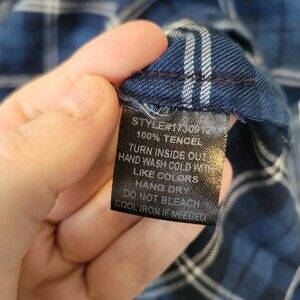 STYLE#1730912
100% TENCEL
TURN INSIDE OUT
HAND WASH COLD WITH
LIKE COLORS
HANG DRY
DO NOT BLEACH
COOL IRON IF NEEDED